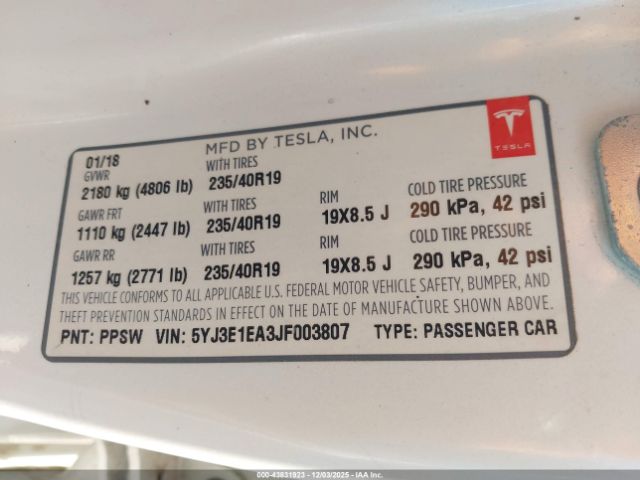 MFD BY TESLA, INC.
TESLA
01/18
GVWR WITH TIRES
2180 kg (4806 lb) 235/40R19 RIM COLD TIRE PRESSURE
GAWR FRT WITH TIRES 19X8.5 J 290 kPa, 42 psi
1110 kg (2447 lb) 235/40R19 RIM COLD TIRE PRESSURE
GAWR RR WITH TIRES
1257 kg (2771 lb) 235/40R19 19X8.5 J 290 kPa, 42 psi
THIS VEHICLE CONFORMS TO ALL APPLICABLE U.S. FEDERAL MOTOR VEHICLE SAFETY, BUMPER, AND
THEFT PREVENTION STANDARDS IN EFFECT ON THE DATE OF MANUFACTURE SHOWN ABOVE.
PNT: PPSW VIN: 5YJ3E1EA3JF003807 TYPE: PASSENGER CAR
000-43831923 - 12/03/2025 - IAA Inc.